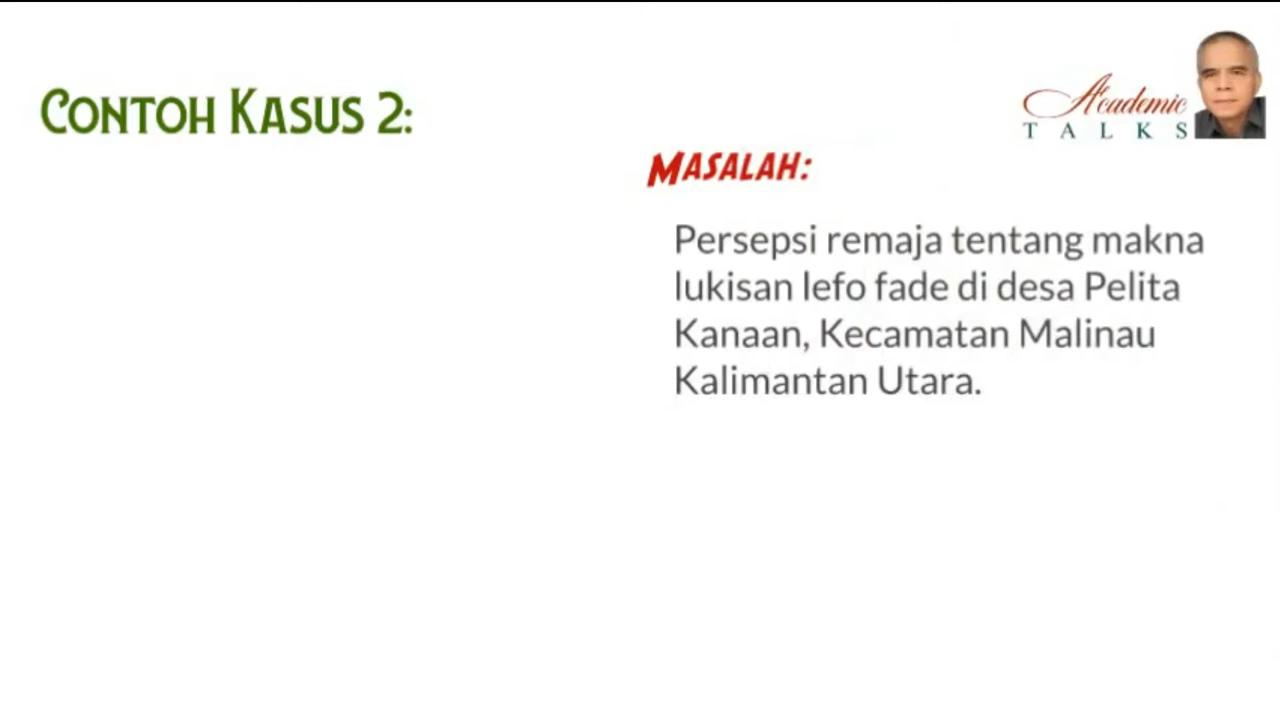 Contoh Kasus 2:
Academic
TALKS
Masalah:
Persepsi remaja tentang makna
lukisan lefo fade di desa Pelita
Kanaan, Kecamatan Malinau
Kalimantan Utara.